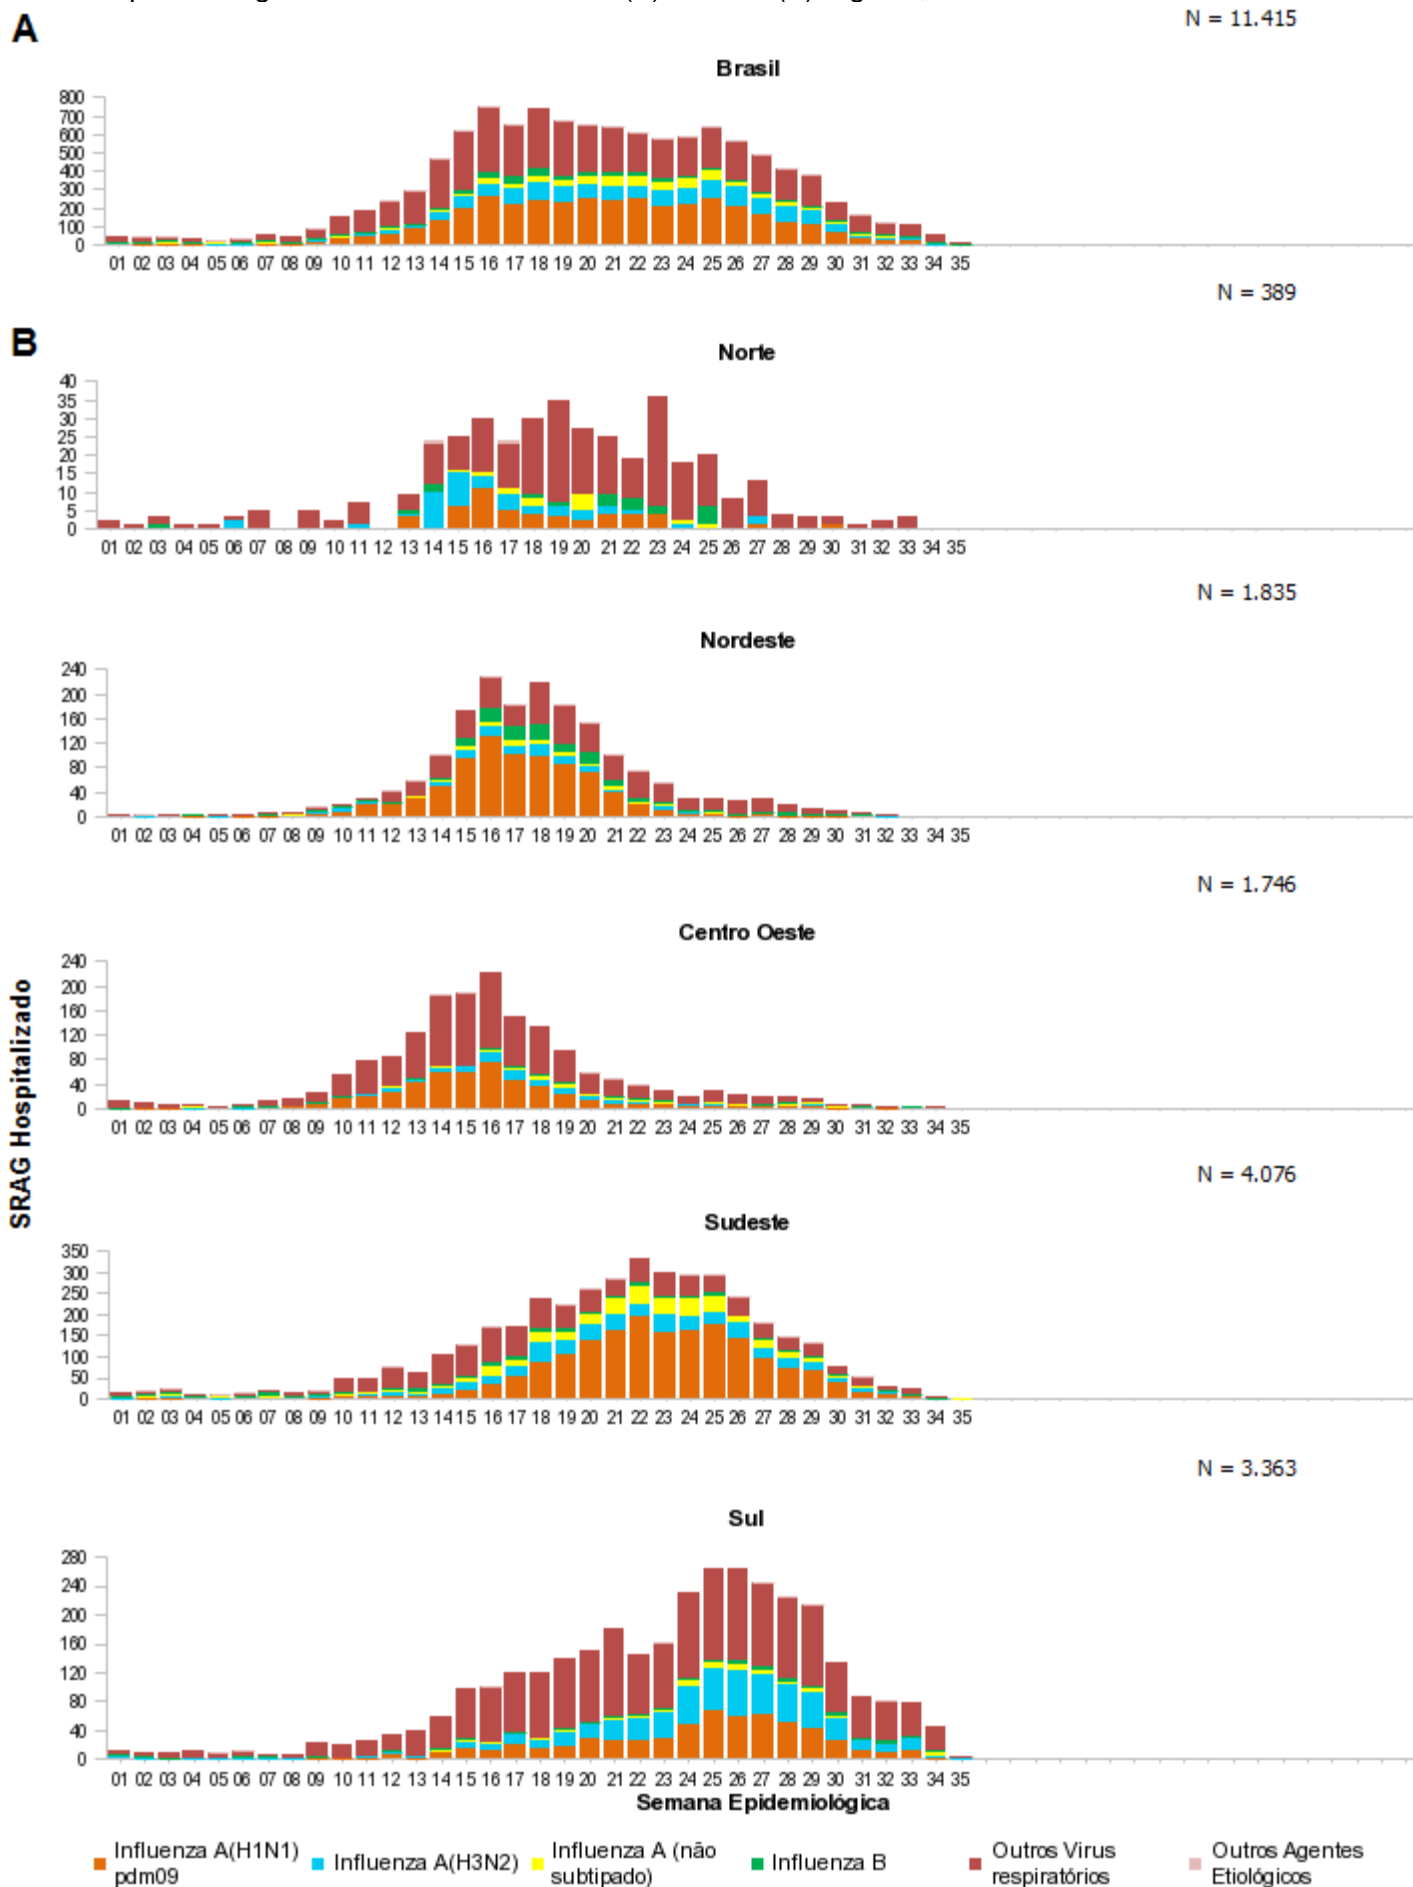 A
N = 11.415
Brasil
800
700
600
500
400
300
200
100
0
01 02 03 04 05 06 07 08 09 10 11 12 13 14 15 16 17 18 19 20 21 22 23 24 25 26 27 28 29 30 31 32 33 34 35
N = 389
B
Norte
40
35
30
25
20
15
10
5
0
01 02 03 04 05 06 07 08 09 10 11 12 13 14 15 16 17 18 19 20 21 22 23 24 25 26 27 28 29 30 31 32 33 34 35
N = 1.835
Nordeste
240
200
160
120
80
40
0
01 02 03 04 05 06 07 08 09 10 11 12 13 14 15 16 17 18 19 20 21 22 23 24 25 26 27 28 29 30 31 32 33 34 35
N = 1.746
Centro Oeste
240
200
160
120
80
40
0
01 02 03 04 05 06 07 08 09 10 11 12 13 14 15 16 17 18 19 20 21 22 23 24 25 26 27 28 29 30 31 32 33 34 35
SRAG Hospitalizado
N = 4.076
Sudeste
350
300
250
200
150
100
50
0
01 02 03 04 05 06 07 08 09 10 11 12 13 14 15 16 17 18 19 20 21 22 23 24 25 26 27 28 29 30 31 32 33 34 35
N = 3.363
Sul
280
240
200
160
120
80
40
0
01 02 03 04 05 06 07 08 09 10 11 12 13 14 15 16 17 18 19 20 21 22 23 24 25 26 27 28 29 30 31 32 33 34 35
Semana Epidemiológica
Influenza A(H1N1)
pdm09
Influenza A(H3N2)
Influenza A (não
subtipado)
Influenza B
Outros Virus
respiratórios
Outros Agentes
Etiológicos